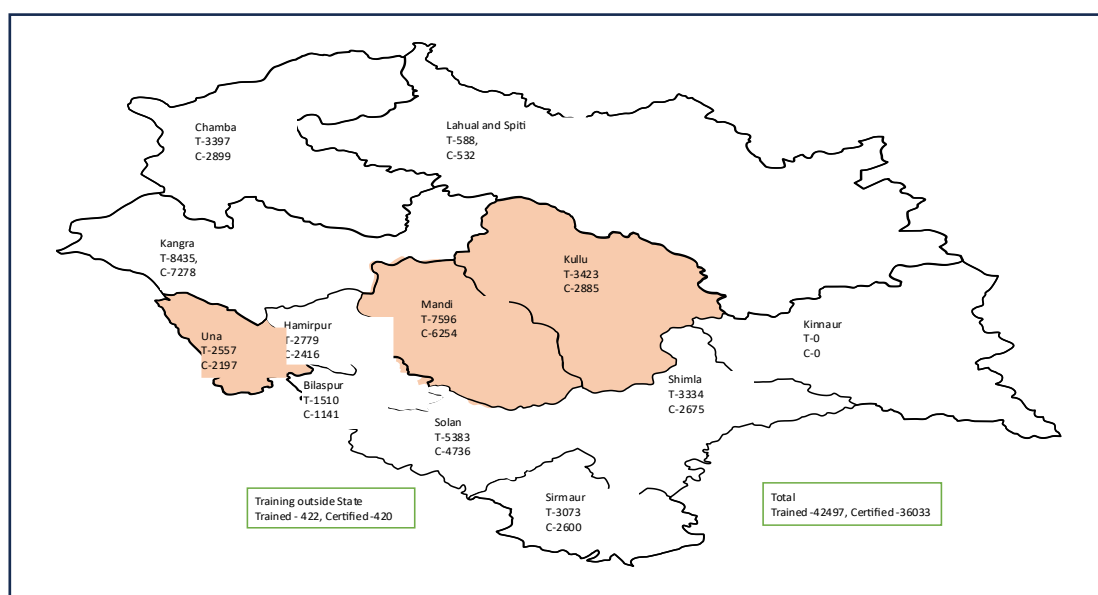 Chamba
T-3397
C-2899
Lahual and Spiti
T-588,
C-532
Kangra
T-8435,
C-7278
Kullu
T-3423
C-2885
Mandi
T-7596
C-6254
Una
T-2557
C-2197
Hamirpur
T-2779
C-2416
Kinnaur
T-0
C-0
Bilaspur
T-1510
C-1141
Shimla
T-3334
C-2675
Solan
T-5383
C-4736
Sirmaur
T-3073
C-2600
Training outside State
Trained - 422, Certified -420
Total
Trained -42497, Certified -36033